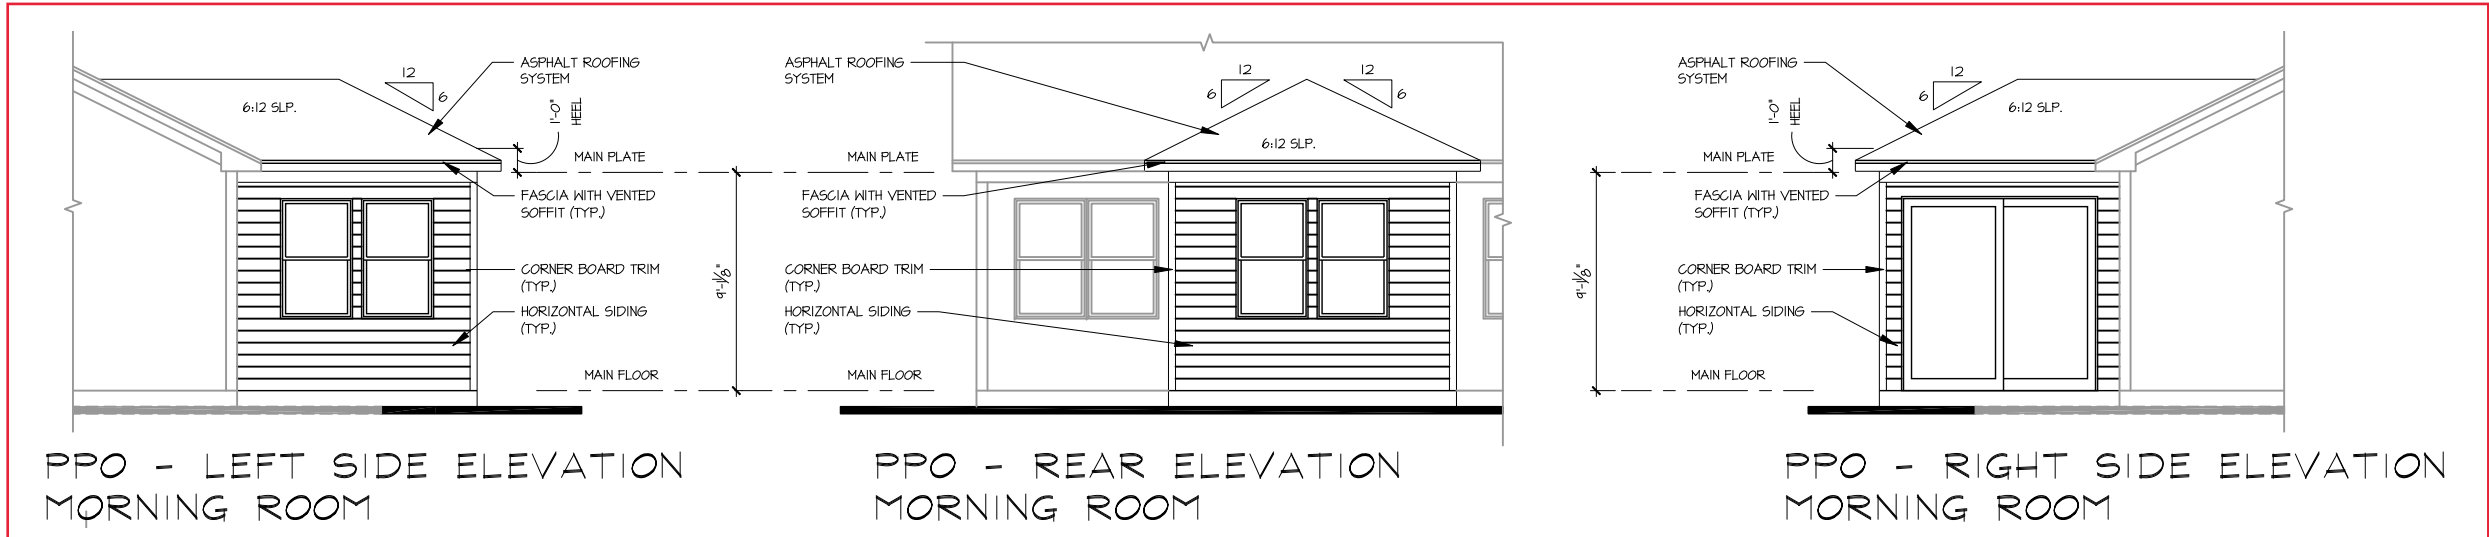 12
6
6:12 SLP.
ASPHALT ROOFING
SYSTEM
1'-0"
HEEL
MAIN PLATE
FASCIA WITH VENTED
SOFFIT (TYP.)
CORNER BOARD TRIM
(TYP.)
HORIZONTAL SIDING
(TYP.)
MAIN FLOOR
9'-1⅛"
PPO - LEFT SIDE ELEVATION
MORNING ROOM
ASPHALT ROOFING
SYSTEM
12
6
12
6
6:12 SLP.
MAIN PLATE
FASCIA WITH VENTED
SOFFIT (TYP.)
CORNER BOARD TRIM
(TYP.)
HORIZONTAL SIDING
(TYP.)
MAIN FLOOR
PPO - REAR ELEVATION
MORNING ROOM
ASPHALT ROOFING
SYSTEM
12
6
6:12 SLP.
1'-0"
HEEL
MAIN PLATE
FASCIA WITH VENTED
SOFFIT (TYP.)
9'-1⅛"
CORNER BOARD TRIM
(TYP.)
HORIZONTAL SIDING
(TYP.)
MAIN FLOOR
PPO - RIGHT SIDE ELEVATION
MORNING ROOM